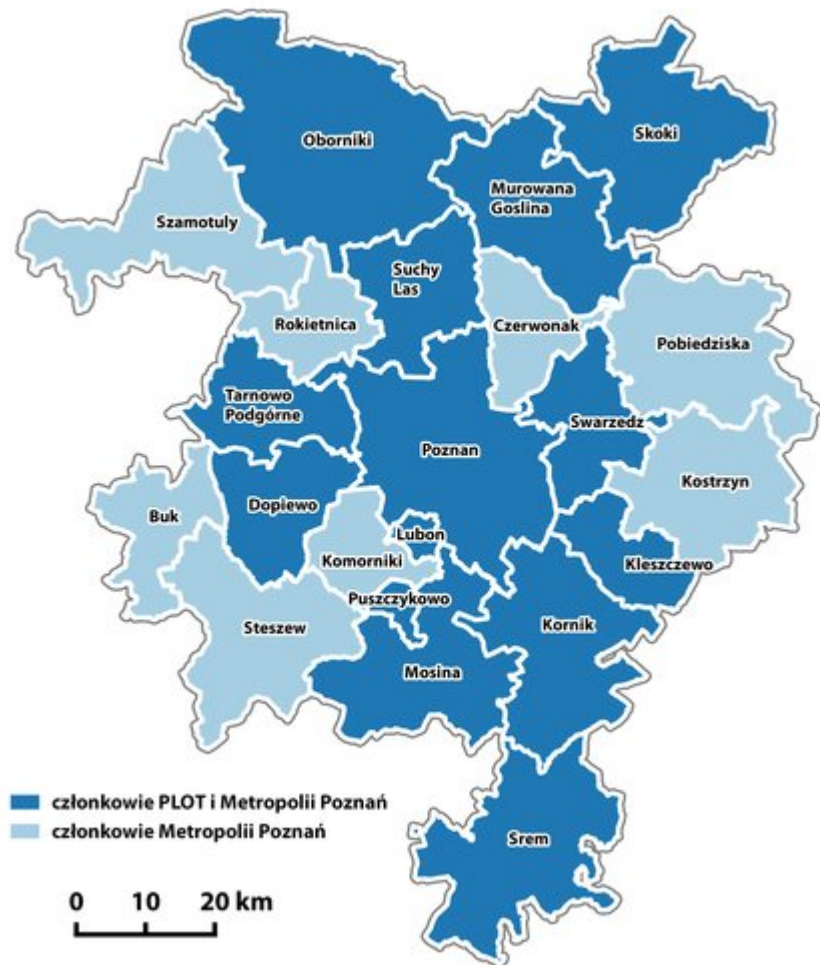 Oborniki
Skoki
Murowana
Goslina
Szamotuly
Suchy
Las
Rokietnica
Czerwonak
Pobiedziska
Tarnowo
Podgórne
Swarzedz
Poznan
Kostrzyn
Buk
Dopiewo
Lubon
Komorniki
Kleszczewo
Puszczykowo
Steszew
Kornik
Mosina
członkowie PLOT i Metropolii Poznań
członkowie Metropolii Poznań
Srem
0 10 20 km